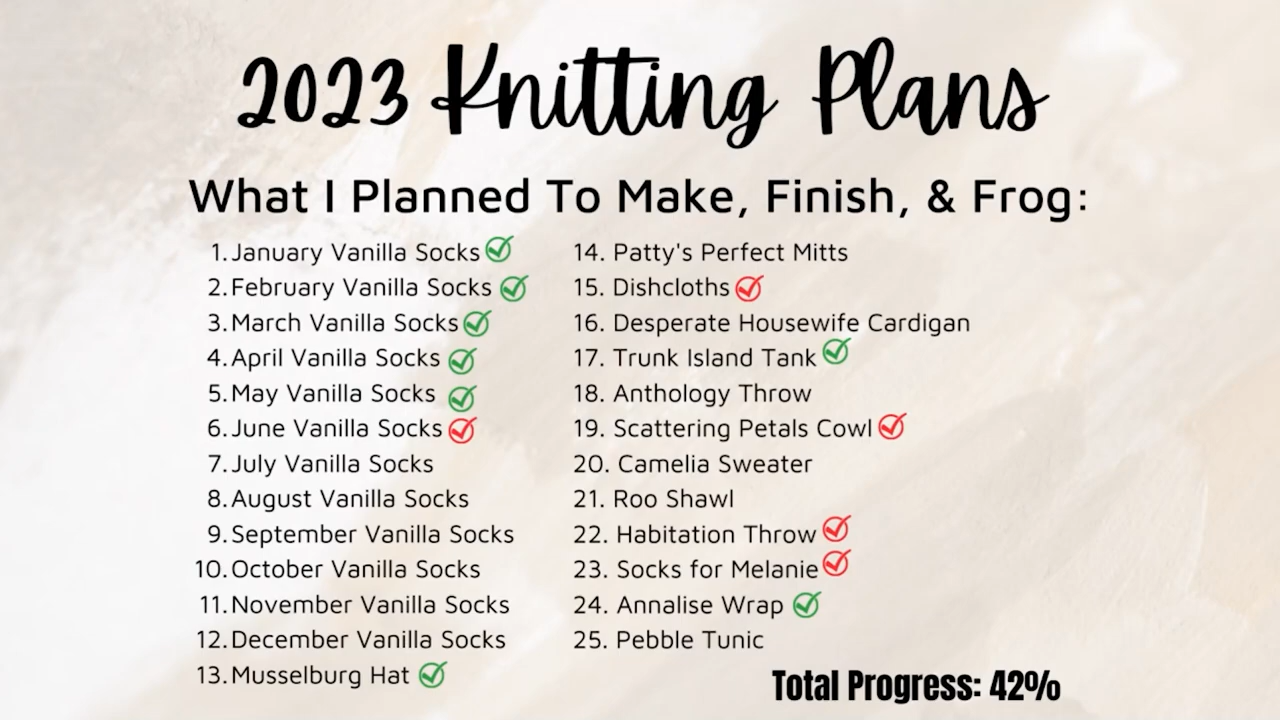 2023 Knitting Plans
What I Planned To Make, Finish, & Frog:
1. January Vanilla Socks
2. February Vanilla Socks
3. March Vanilla Socks
4. April Vanilla Socks
5. May Vanilla Socks
6. June Vanilla Socks
7. July Vanilla Socks
8. August Vanilla Socks
9. September Vanilla Socks
10. October Vanilla Socks
11. November Vanilla Socks
12. December Vanilla Socks
13. Musselburg Hat
14. Patty's Perfect Mitts
15. Dishcloths
16. Desperate Housewife Cardigan
17. Trunk Island Tank
18. Anthology Throw
19. Scattering Petals Cowl
20. Camelia Sweater
21. Roo Shawl
22. Habitation Throw
23. Socks for Melanie
24. Annalise Wrap
25. Pebble Tunic
Total Progress: 42%